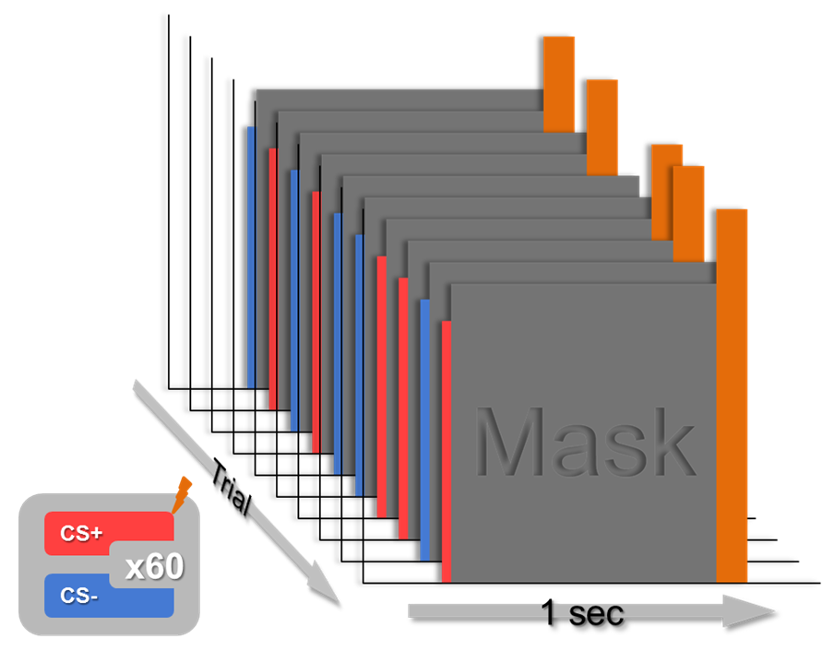 Mask
Trial
CS+
x60
CS-
1 sec